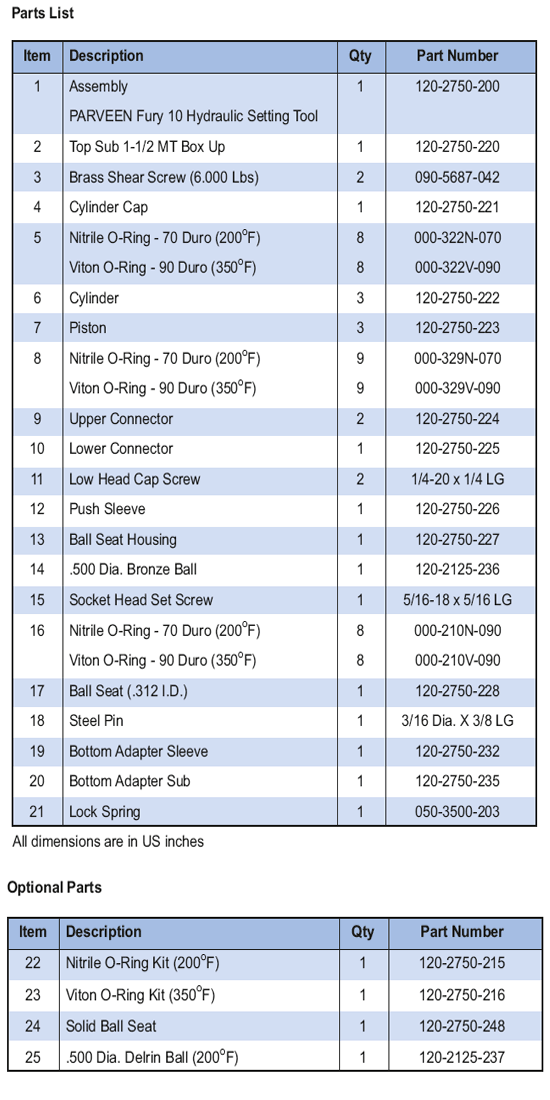 Parts List
Item Description Qty Part Number
1 Assembly 1 120-2750-200
PARVEEN Fury 10 Hydraulic Setting Tool
2 Top Sub 1-1/2 MT Box Up 1 120-2750-220
3 Brass Shear Screw (6.000 Lbs) 2 090-5687-042
4 Cylinder Cap 1 120-2750-221
5 Nitrile O-Ring - 70 Duro (200°F) 8 000-322N-070
Viton O-Ring - 90 Duro (350°F) 8 000-322V-090
6 Cylinder 3 120-2750-222
7 Piston 3 120-2750-223
8 Nitrile O-Ring - 70 Duro (200°F) 9 000-329N-070
Viton O-Ring - 90 Duro (350°F) 9 000-329V-090
9 Upper Connector 2 120-2750-224
10 Lower Connector 1 120-2750-225
11 Low Head Cap Screw 2 1/4-20 x 1/4 LG
12 Push Sleeve 1 120-2750-226
13 Ball Seat Housing 1 120-2750-227
14 .500 Dia. Bronze Ball 1 120-2125-236
15 Socket Head Set Screw 1 5/16-18 x 5/16 LG
16 Nitrile O-Ring - 70 Duro (200°F) 8 000-210N-090
Viton O-Ring - 90 Duro (350°F) 8 000-210V-090
17 Ball Seat (.312 I.D.) 1 120-2750-228
18 Steel Pin 1 3/16 Dia. X 3/8 LG
19 Bottom Adapter Sleeve 1 120-2750-232
20 Bottom Adapter Sub 1 120-2750-235
21 Lock Spring 1 050-3500-203
All dimensions are in US inches
Optional Parts
Item Description Qty Part Number
22 Nitrile O-Ring Kit (200°F) 1 120-2750-215
23 Viton O-Ring Kit (350°F) 1 120-2750-216
24 Solid Ball Seat 1 120-2750-248
25 .500 Dia. Delrin Ball (200°F) 1 120-2125-237